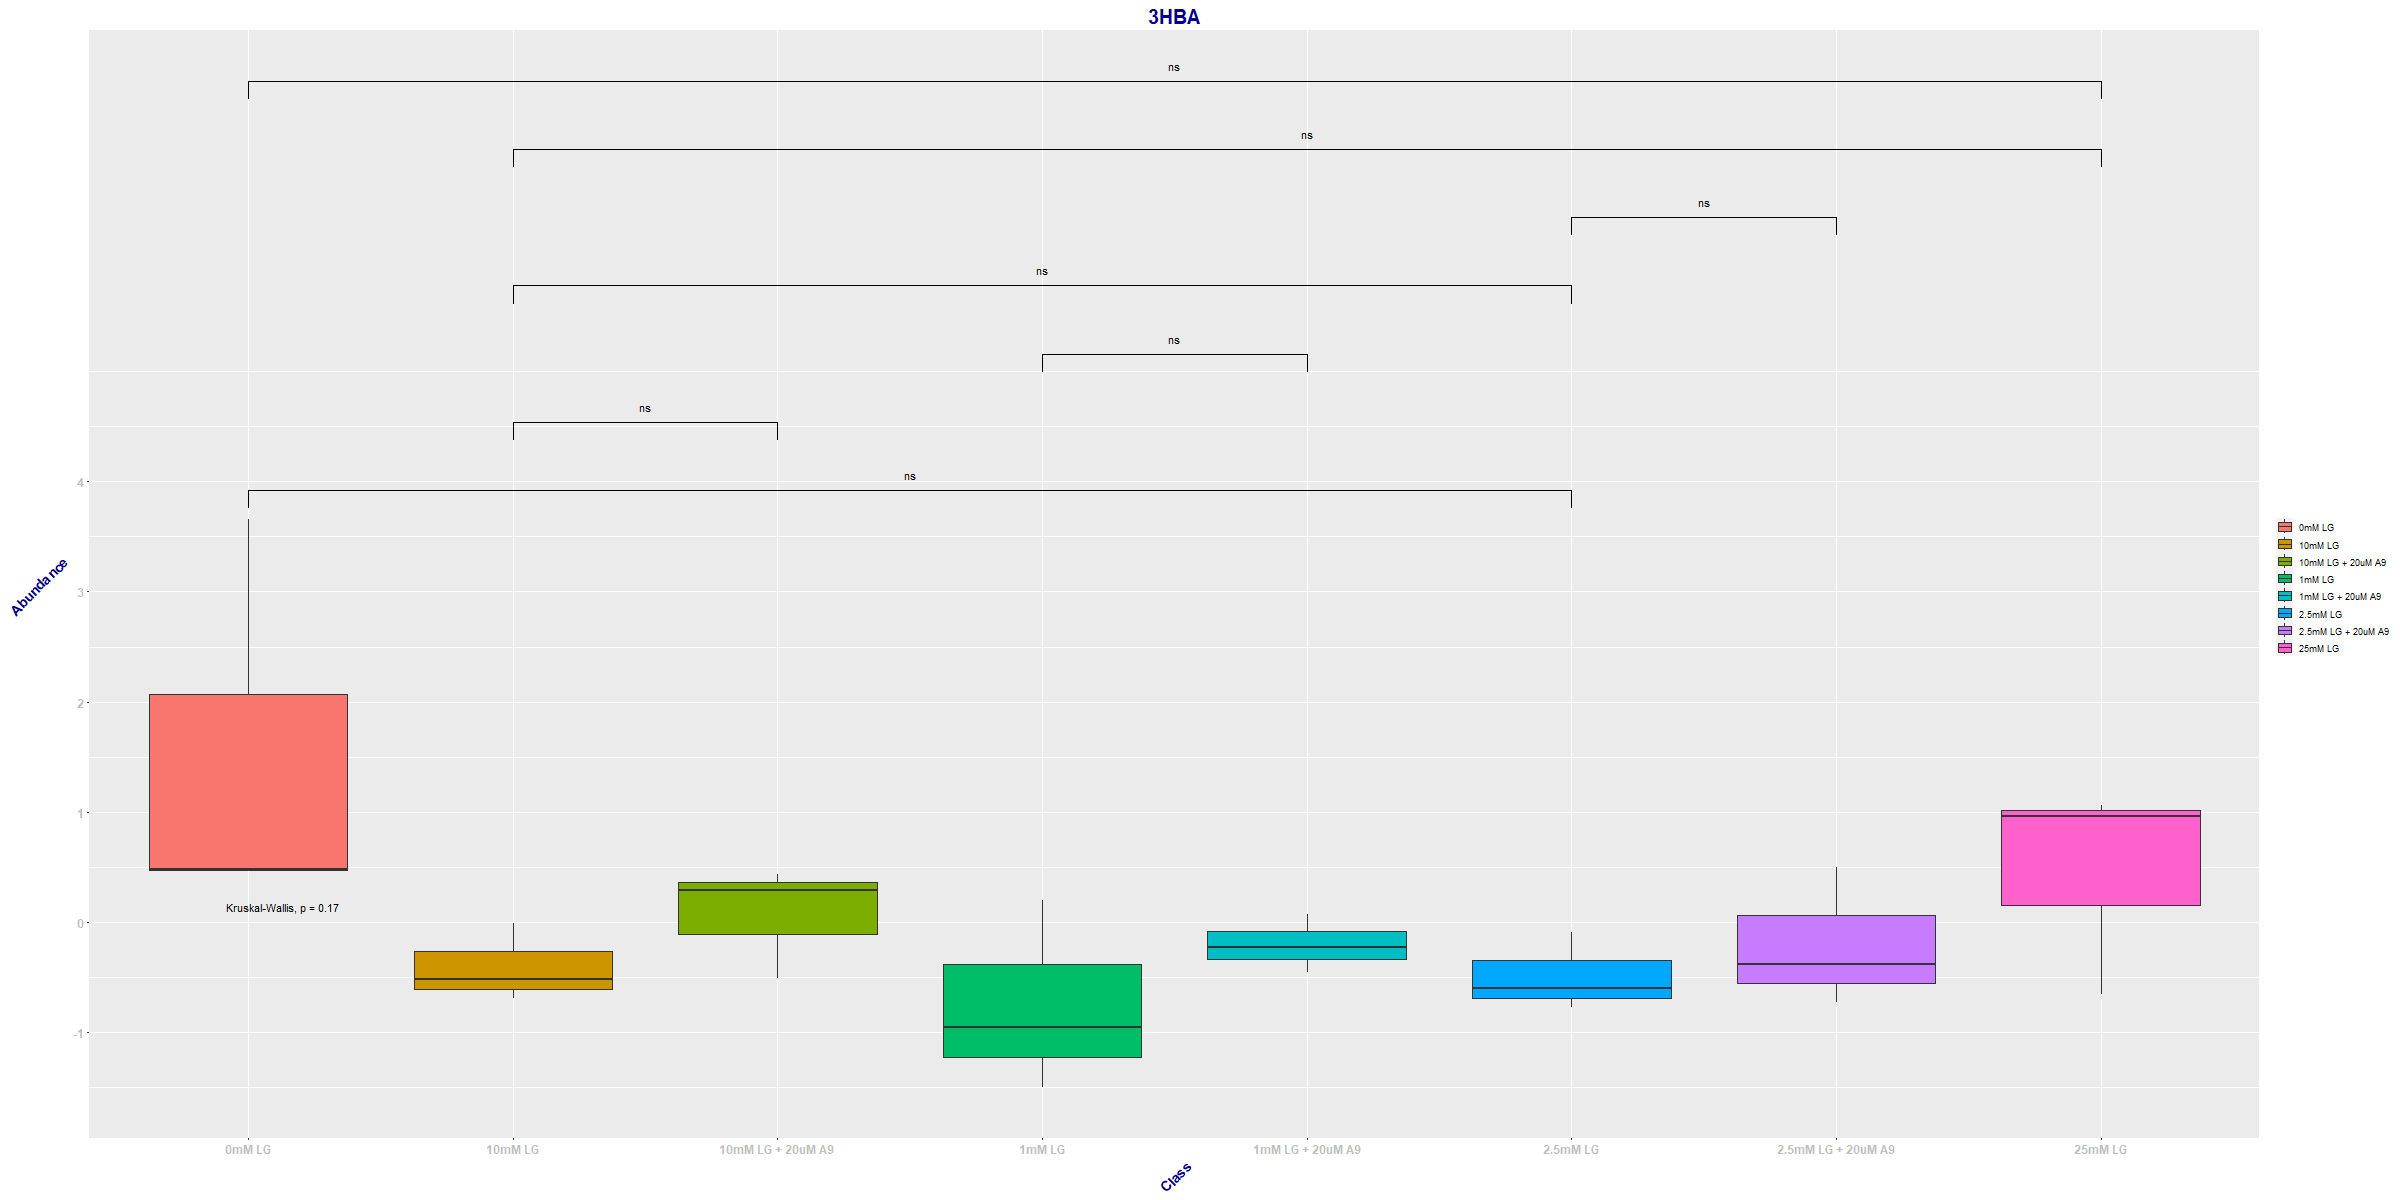 3HBA
ns
ns
ns
ns
ns
ns
ns
4
3
2
1
0
-1
Abundance
Kruskal-Wallis, p = 0.17
0mM LG
10mM LG
10mM LG + 20uM A9
1mM LG
1mM LG + 20uM A9
2.5mM LG
2.5mM LG + 20uM A9
25mM LG
Class
0mM LG
10mM LG
10mM LG + 20uM A9
1mM LG
1mM LG + 20uM A9
2.5mM LG
2.5mM LG + 20uM A9
25mM LG